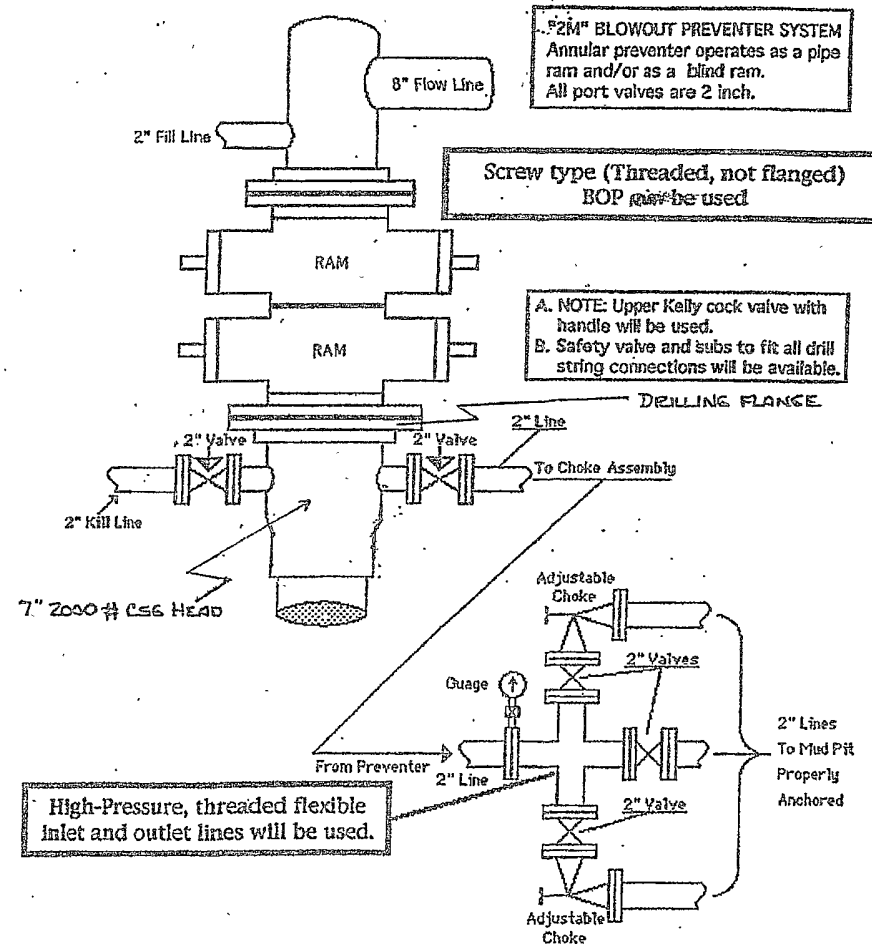 "2M" BLOWOUT PREVENTER SYSTEM
Annular preventer operates as a pipe
ram and/or as a blind ram.
All port valves are 2 inch.
8" Flow Line
2" Fill Line
Screw type (Threaded, not flanged)
BOP may be used
RAM
RAM
A. NOTE: Upper Kelly cock valve with
handle will be used.
B. Safety valve and subs to fit all drill
string connections will be available.
DRILLING FLANGE
2" Valve
2" Valve
2" Line
To Choke Assembly
2" Kill Line
7" 2000 # CSG HEAD
Adjustable
Choke
2" Valves
Guage
2" Lines
To Mud Pit
Properly
Anchored
From Preventer
2" Line
High-Pressure, threaded flexible
inlet and outlet lines will be used.
2" Valve
Adjustable
Choke